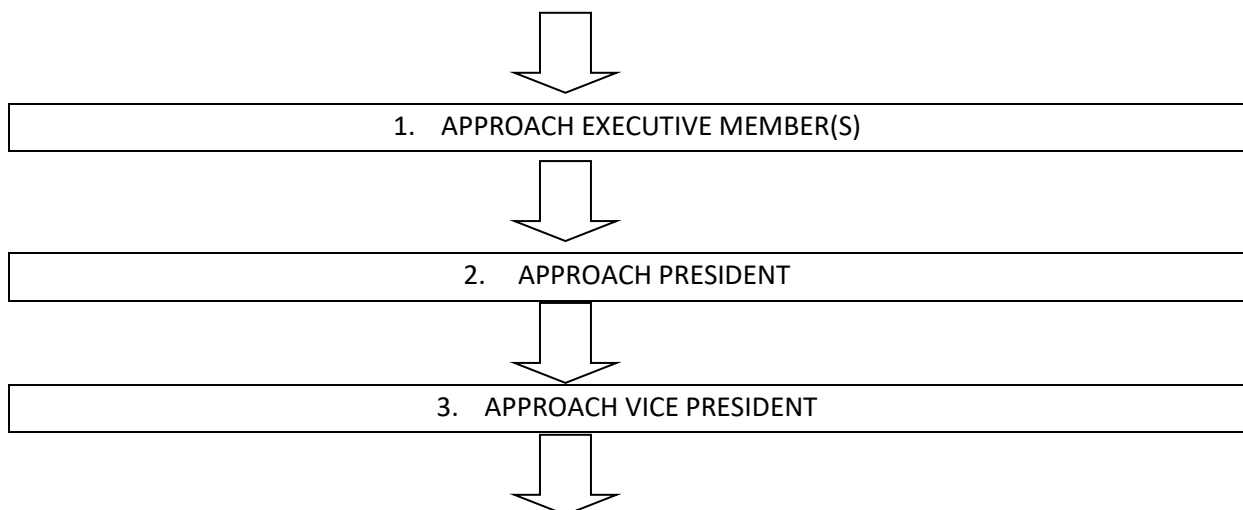 1. APPROACH EXECUTIVE MEMBER(S)
2. APPROACH PRESIDENT
3. APPROACH VICE PRESIDENT